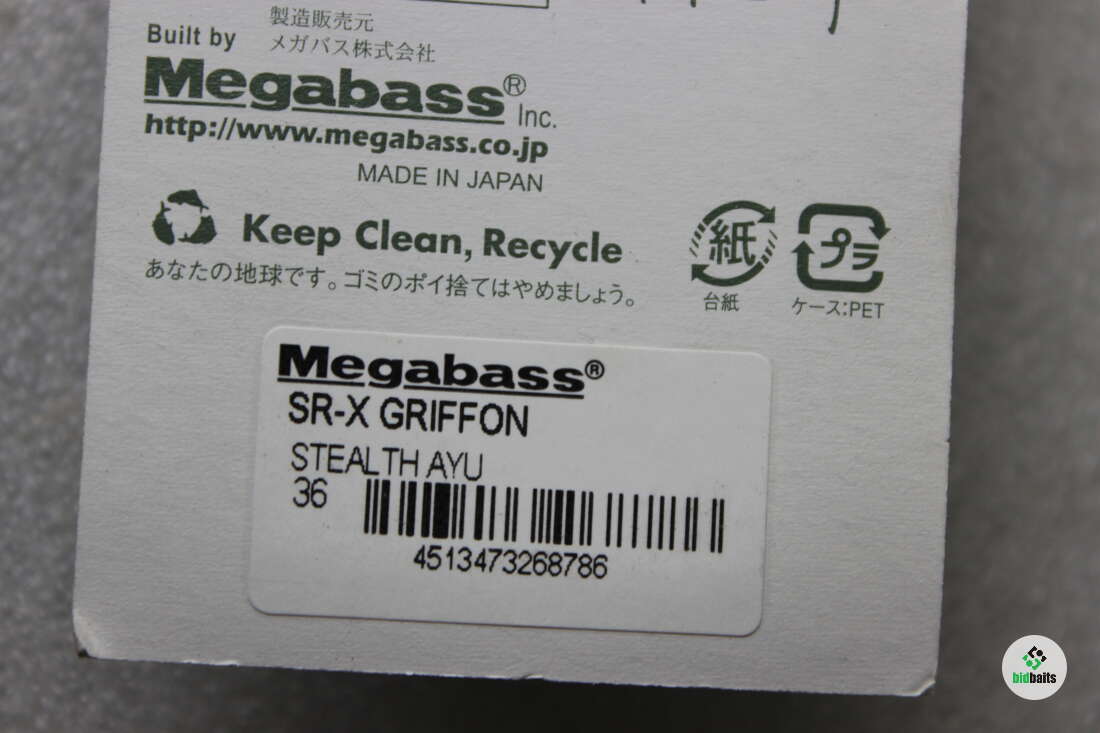 製造販売元
Built by メガバス株式会社
Megabass® Inc.
http://www.megabass.co.jp
MADE IN JAPAN
Keep Clean, Recycle
あなたの地球です。ゴミのポイ捨てはやめましょう。
紙
台紙
プラ
ケース:PET
Megabass®
SR-X GRIFFON
STEALTH AYU
36
4513473268786
bidbaits